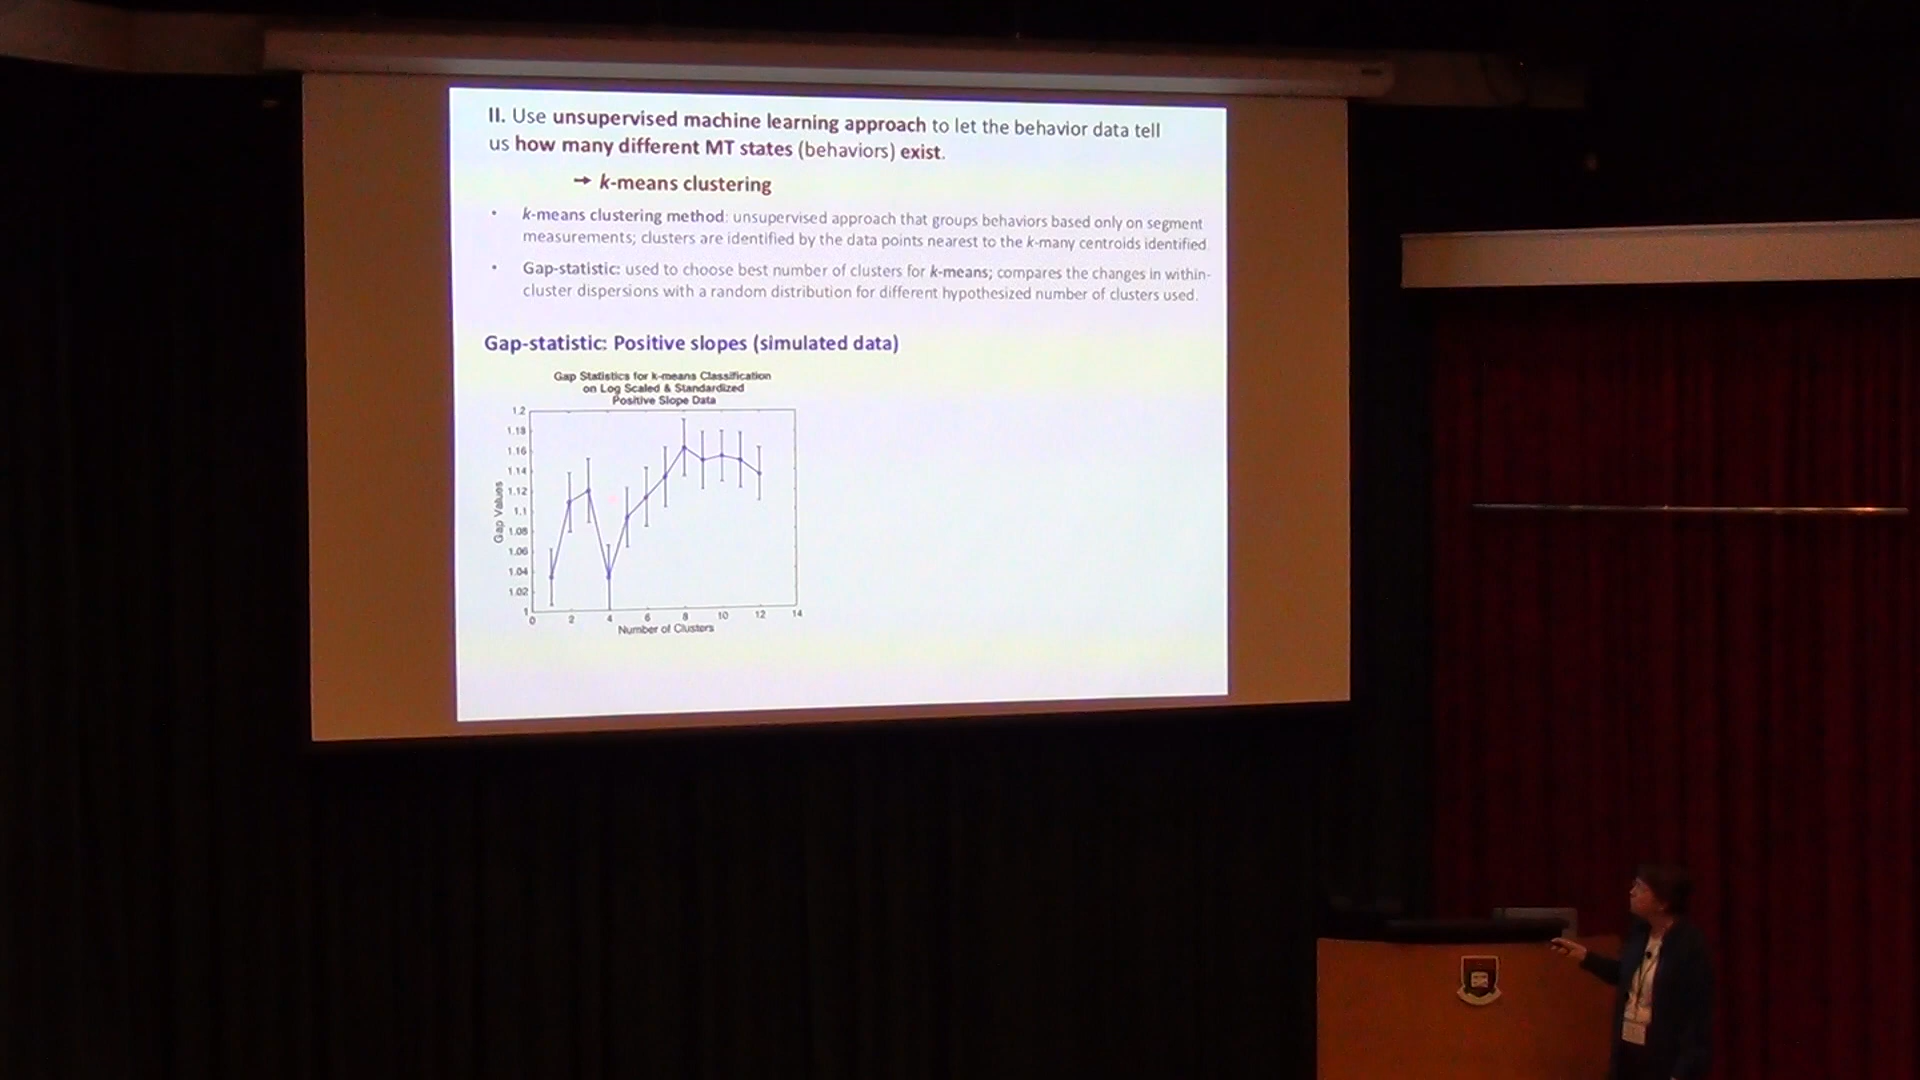 II. Use unsupervised machine learning approach to let the behavior data tell
us how many different MT states (behaviors) exist.
→ k-means clustering
• k-means clustering method: unsupervised approach that groups behaviors based only on segment
measurements; clusters are identified by the data points nearest to the k-many centroids identified
• Gap-statistic: used to choose best number of clusters for k-means; compares the changes in within-
cluster dispersions with a random distribution for different hypothesized number of clusters used.
Gap-statistic: Positive slopes (simulated data)
Gap Statistics for k-means Classification
on Log Scaled & Standardized
Positive Slope Data
1.2
1.18
1.16
1.14
1.12
1.1
1.08
1.06
1.04
1.02
1
Gap Values
0 2 4 6 8 10 12 14
Number of Clusters